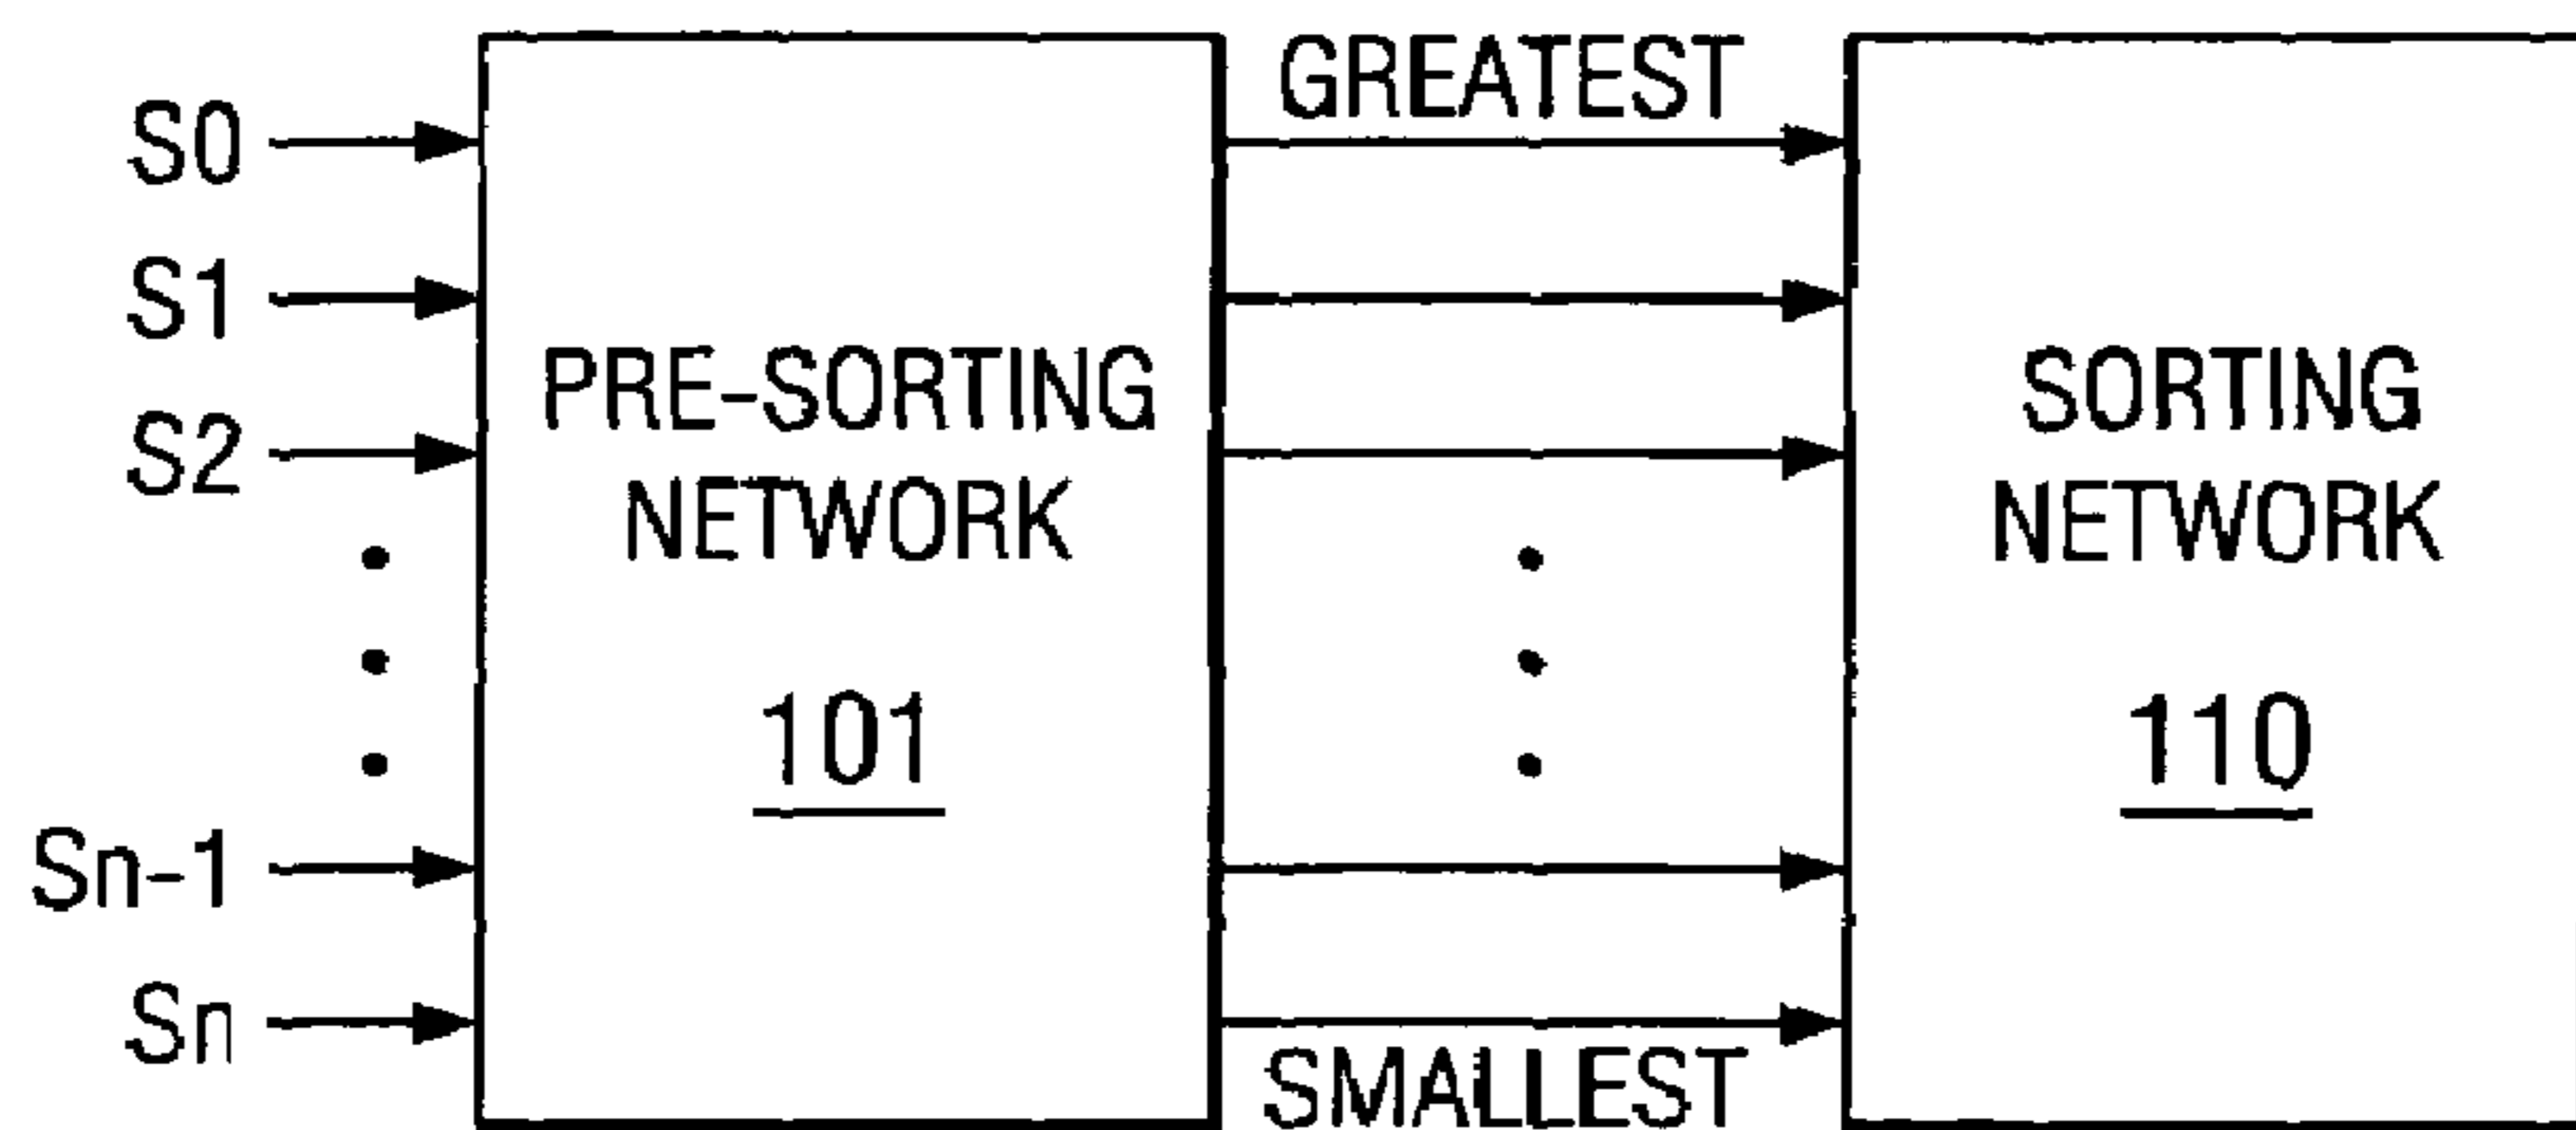 S0
S1
S2
Sn-1
Sn
PRE-SORTING
NETWORK
101
GREATEST
SMALLEST
SORTING
NETWORK
110